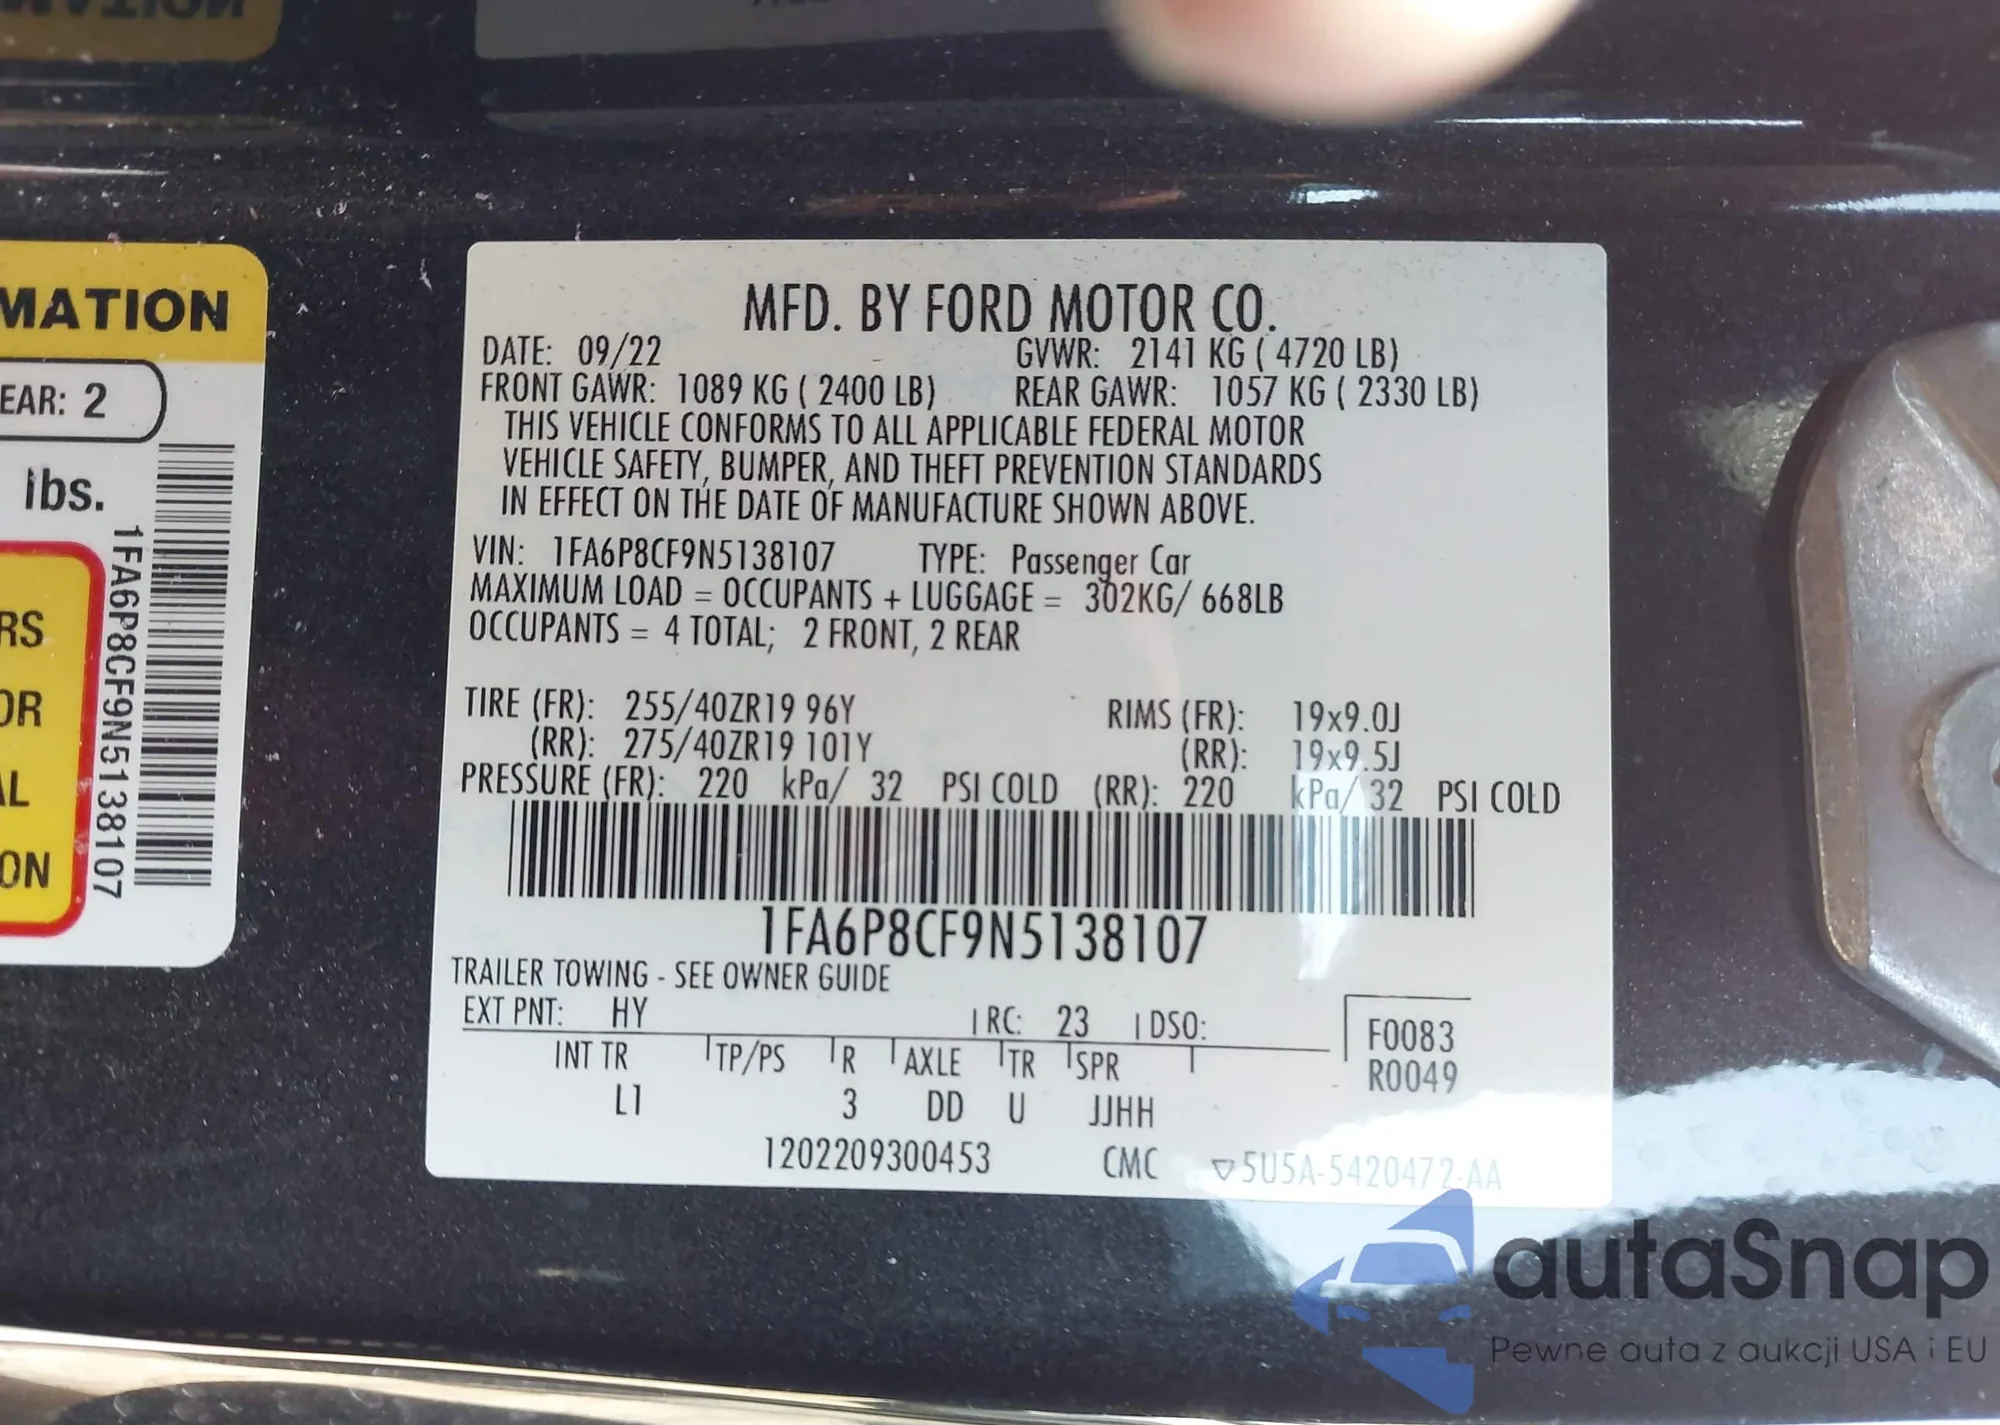 MATION
EAR: 2
lbs.
RS
OR
AL
ON
1FA6P8CF9N5138107
MFD. BY FORD MOTOR CO.
DATE: 09/22 GVWR: 2141 KG ( 4720 LB)
FRONT GAWR: 1089 KG ( 2400 LB) REAR GAWR: 1057 KG ( 2330 LB)
THIS VEHICLE CONFORMS TO ALL APPLICABLE FEDERAL MOTOR
VEHICLE SAFETY, BUMPER, AND THEFT PREVENTION STANDARDS
IN EFFECT ON THE DATE OF MANUFACTURE SHOWN ABOVE.
VIN: 1FA6P8CF9N5138107 TYPE: Passenger Car
MAXIMUM LOAD = OCCUPANTS + LUGGAGE = 302KG/ 668LB
OCCUPANTS = 4 TOTAL; 2 FRONT, 2 REAR
TIRE (FR): 255/40ZR19 96Y RIMS (FR): 19x9.0J
(RR): 275/40ZR19 101Y (RR): 19x9.5J
PRESSURE (FR): 220 kPa/ 32 PSI COLD (RR): 220 kPa/ 32 PSI COLD
1FA6P8CF9N5138107
TRAILER TOWING - SEE OWNER GUIDE
EXT PNT: HY RC: 23 DSO: F0083
INT TR TP/PS R AXLE TR SPR R0049
L1 3 DD U JJHH
1202209300453 CMC ▽5U5A-5420472-AA
autaSnap
Pewne auta z aukcji USA i EU